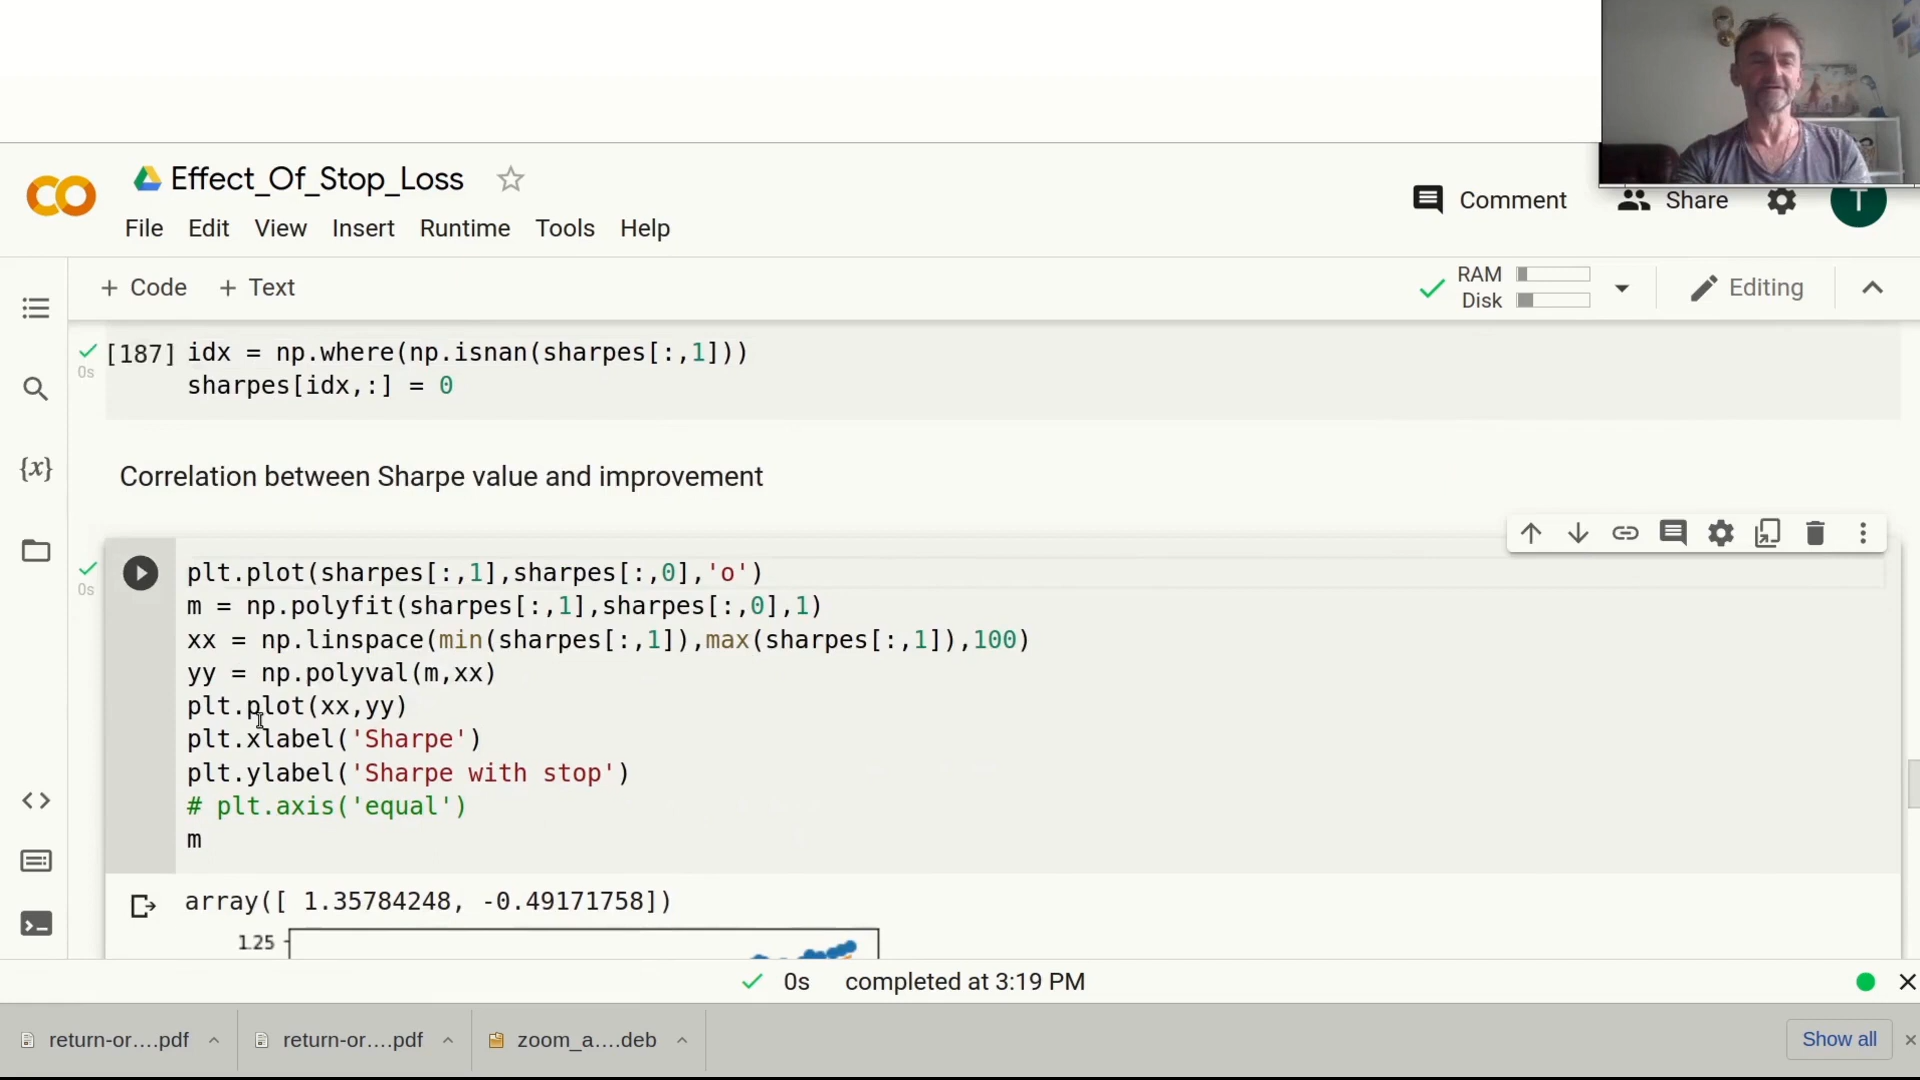 Effect_Of_Stop_Loss
File Edit View Insert Runtime Tools Help
Comment Share T
+ Code + Text
RAM
Disk
Editing
[187] idx = np.where(np.isnan(sharpes[:,1]))
0s
sharpes[idx,:] = 0
Correlation between Sharpe value and improvement
plt.plot(sharpes[:,1],sharpes[:,0],'o')
0s
m = np.polyfit(sharpes[:,1],sharpes[:,0],1)
xx = np.linspace(min(sharpes[:,1]),max(sharpes[:,1]),100)
yy = np.polyval(m,xx)
plt.plot(xx,yy)
plt.xlabel('Sharpe')
plt.ylabel('Sharpe with stop')
# plt.axis('equal')
m
array([ 1.35784248, -0.49171758])
1.25
0s completed at 3:19 PM
return-or....pdf return-or....pdf zoom_a....deb Show all